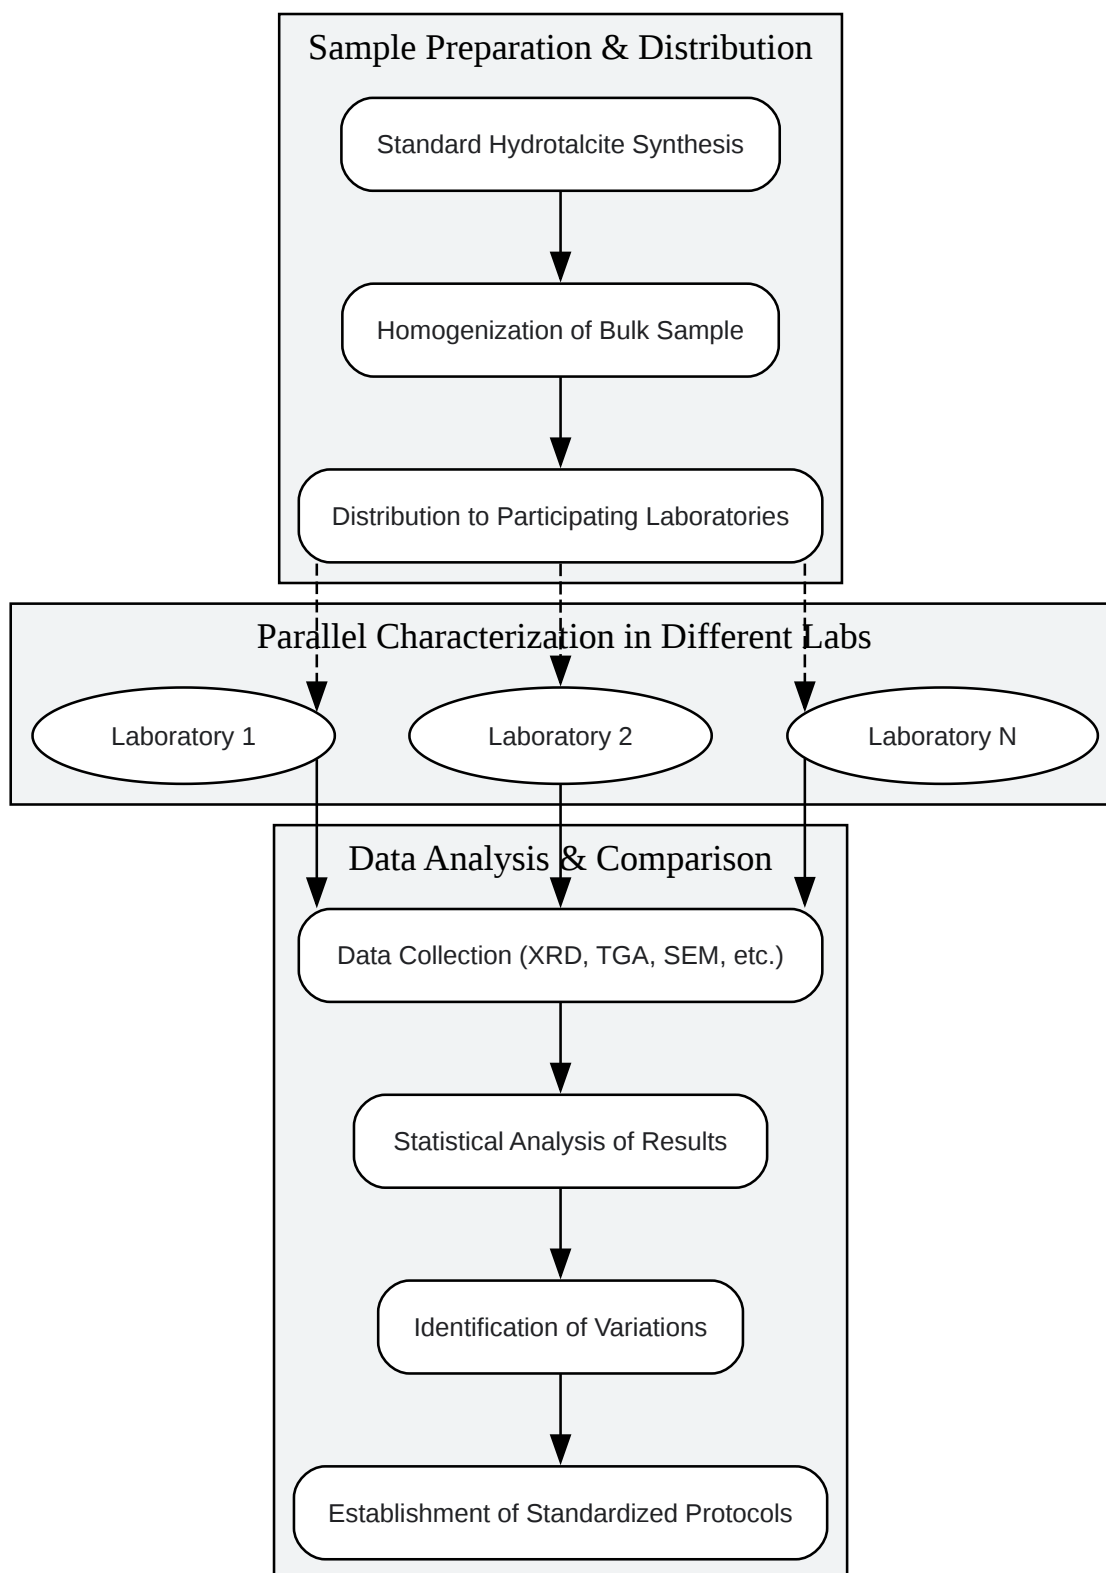 Sample Preparation & Distribution
Standard Hydrotalcite Synthesis
Homogenization of Bulk Sample
Distribution to Participating Laboratories
Parallel Characterization in Different Labs
Laboratory 1
Laboratory 2
Laboratory N
Data Analysis & Comparison
Data Collection (XRD, TGA, SEM, etc.)
Statistical Analysis of Results
Identification of Variations
Establishment of Standardized Protocols